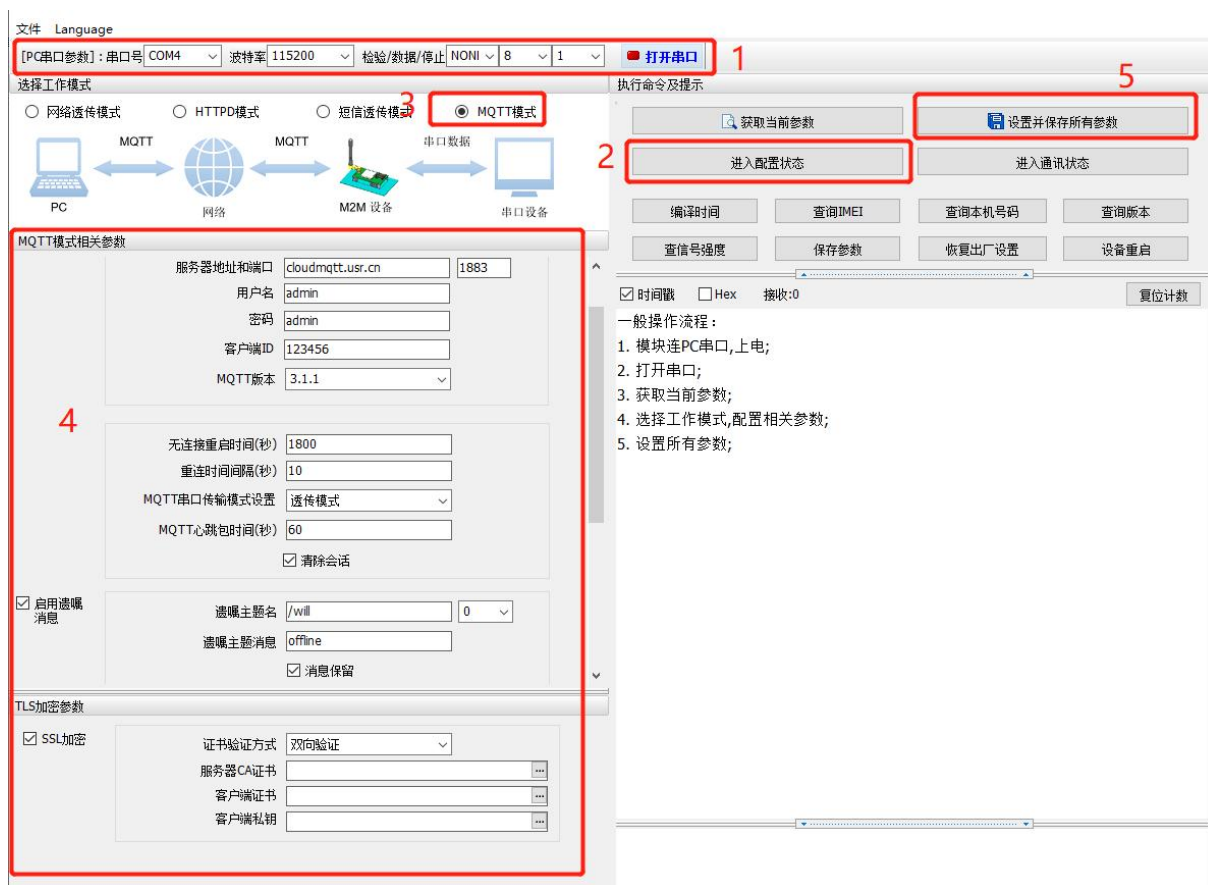 文件 Language
[PC串口参数]:串口号 COM4 波特率 115200 检验/数据/停止 NONI 8 1 打开串口 1
选择工作模式
网络透传模式 HTTPD模式 短信透传模式 3 MQTT模式
MQTT MQTT 串口数据
PC 网络 M2M 设备 串口设备
MQTT模式相关参数
服务器地址和端口 cloudmqtt.usr.cn 1883
用户名 admin
密码 admin
客户端ID 123456
MQTT版本 3.1.1
4
无连接重启时间(秒) 1800
重连时间间隔(秒) 10
MQTT串口传输模式设置 透传模式
MQTT心跳包时间(秒) 60
清除会话
启用遗嘱
消息
遗嘱主题名 /will 0
遗嘱主题消息 offline
消息保留
TLS加密参数
SSL加密
证书验证方式 双向验证
服务器CA证书 ...
客户端证书 ...
客户端私钥 ...
执行命令及提示 5
获取当前参数 设置并保存所有参数
2 进入配置状态 进入通讯状态
编译时间 查询IMEI 查询本机号码 查询版本
查信号强度 保存参数 恢复出厂设置 设备重启
时间戳 Hex 接收:0 复位计数
一般操作流程:
1. 模块连PC串口,上电;
2. 打开串口;
3. 获取当前参数;
4. 选择工作模式,配置相关参数;
5. 设置所有参数;